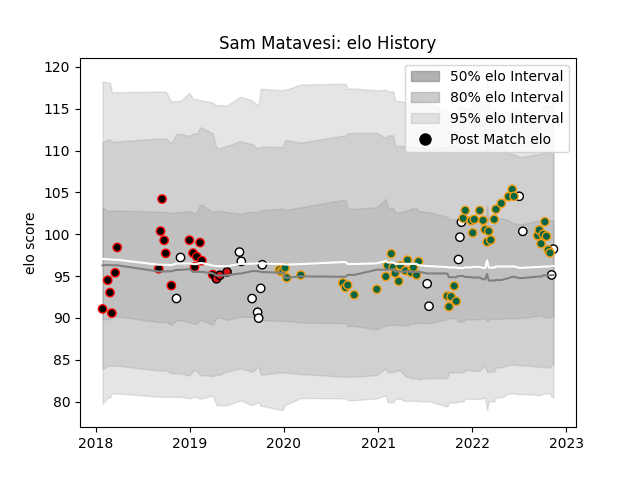 Sam Matavesi: elo History
120
115
110
105
100
95
90
85
80
elo score
50% elo Interval
80% elo Interval
95% elo Interval
Post Match elo
2018
2019
2020
2021
2022
2023